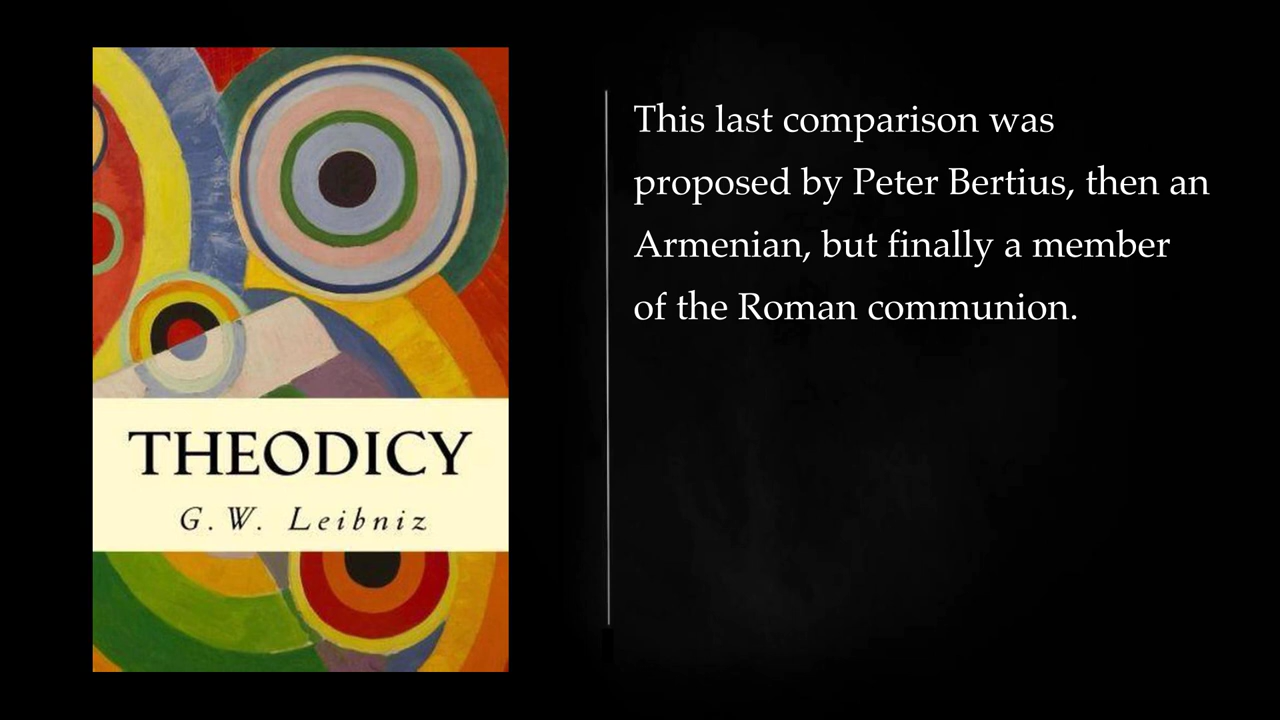 THEODICY
G. W. Leibniz
This last comparison was
proposed by Peter Bertius, then an
Armenian, but finally a member
of the Roman communion.